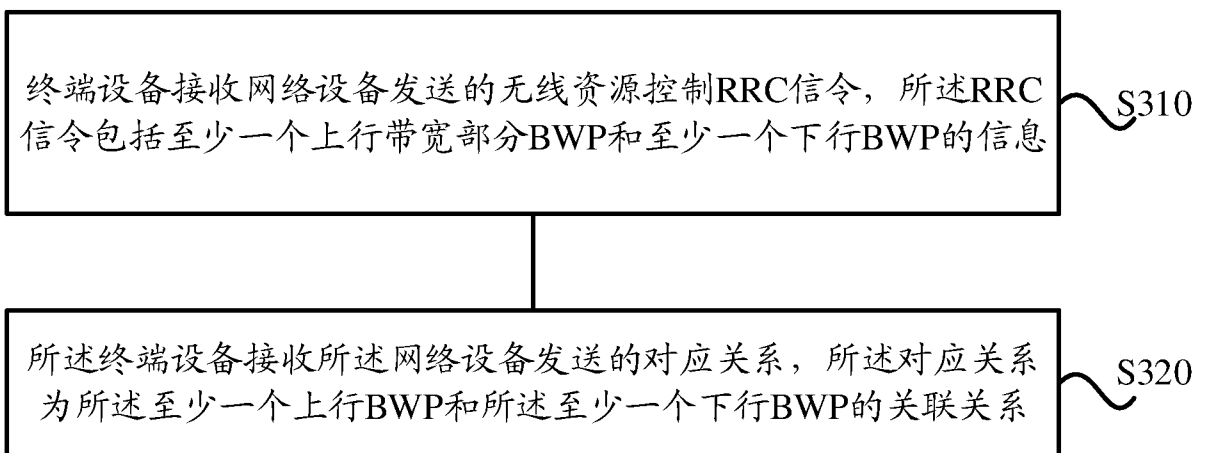 终端设备接收网络设备发送的无线资源控制RRC信令，所述RRC
信令包括至少一个上行带宽部分BWP和至少一个下行BWP的信息
S310
所述终端设备接收所述网络设备发送的对应关系，所述对应关系
为所述至少一个上行BWP和所述至少一个下行BWP的关联关系
S320